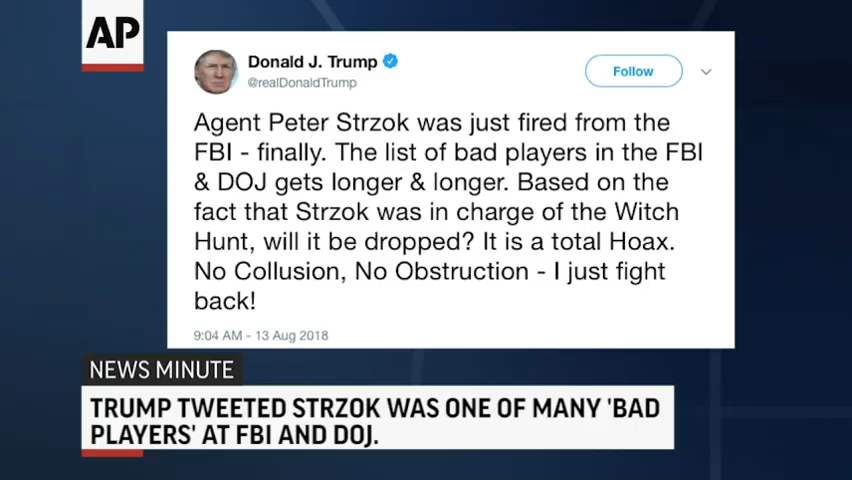 AP
Donald J. Trump
@realDonaldTrump
Follow
Agent Peter Strzok was just fired from the
FBI - finally. The list of bad players in the FBI
& DOJ gets longer & longer. Based on the
fact that Strzok was in charge of the Witch
Hunt, will it be dropped? It is a total Hoax.
No Collusion, No Obstruction - I just fight
back!
9:04 AM - 13 Aug 2018
NEWS MINUTE
TRUMP TWEETED STRZOK WAS ONE OF MANY 'BAD
PLAYERS' AT FBI AND DOJ.